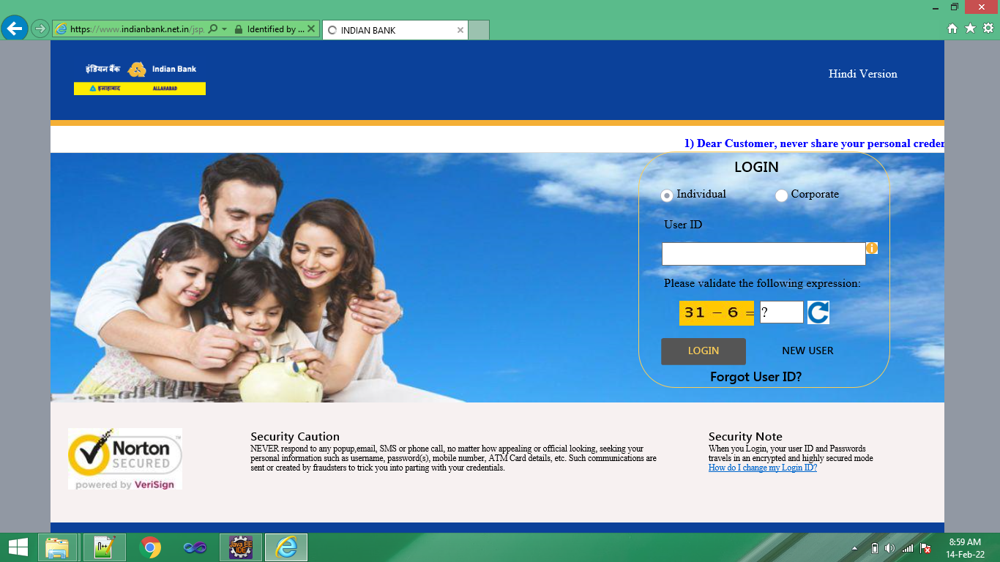 https://www.indianbank.net.in/jsp
Identified by ...
INDIAN BANK
इंडियन बैंक Indian Bank
इलाहाबाद ALLAHABAD
Hindi Version
1) Dear Customer, never share your personal creder
LOGIN
Individual Corporate
User ID
Please validate the following expression:
31 - 6 = ?
LOGIN NEW USER
Forgot User ID?
Norton
SECURED
powered by VeriSign
Security Caution
NEVER respond to any popup,email, SMS or phone call, no matter how appealing or official looking, seeking your
personal information such as username, password(s), mobile number, ATM Card details, etc. Such communications are
sent or created by fraudsters to trick you into parting with your credentials.
Security Note
When you Login, your user ID and Passwords
travels in an encrypted and highly secured mode
How do I change my Login ID?
Java EE
IDE
8:59 AM
14-Feb-22